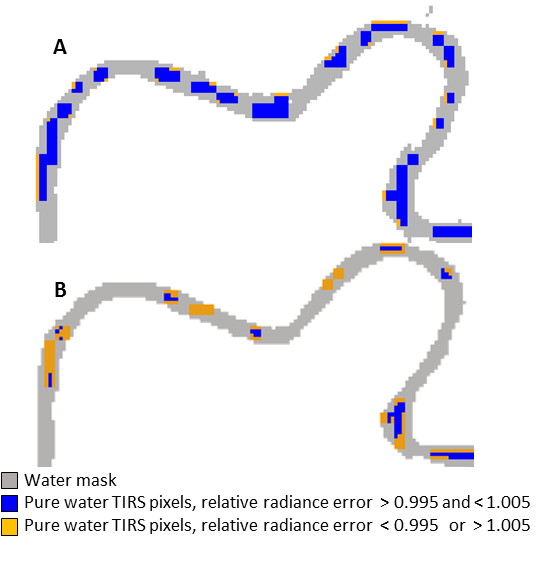 A
B
Water mask
Pure water TIRS pixels, relative radiance error > 0.995 and < 1.005
Pure water TIRS pixels, relative radiance error < 0.995 or > 1.005